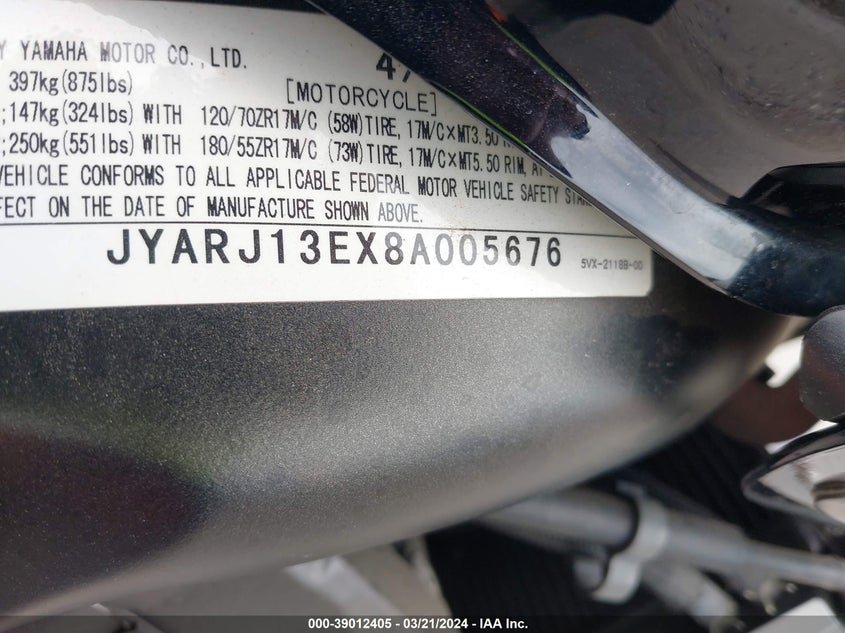 Y YAMAHA MOTOR CO.,LTD.
397kg(875lbs)
[MOTORCYCLE]
;147kg(324lbs) WITH 120/70ZR17M/C (58W)TIRE, 17M/C×MT3.50
;250kg(551lbs) WITH 180/55ZR17M/C (73W)TIRE, 17M/C×MT5.50 RIM, AT
VEHICLE CONFORMS TO ALL APPLICABLE FEDERAL MOTOR VEHICLE SAFETY STAN
FECT ON THE DATE OF MANUFACTURE SHOWN ABOVE.
JYARJ13EX8A005676
5VX-2118B-00
000-39012405 - 03/21/2024 - IAA Inc.